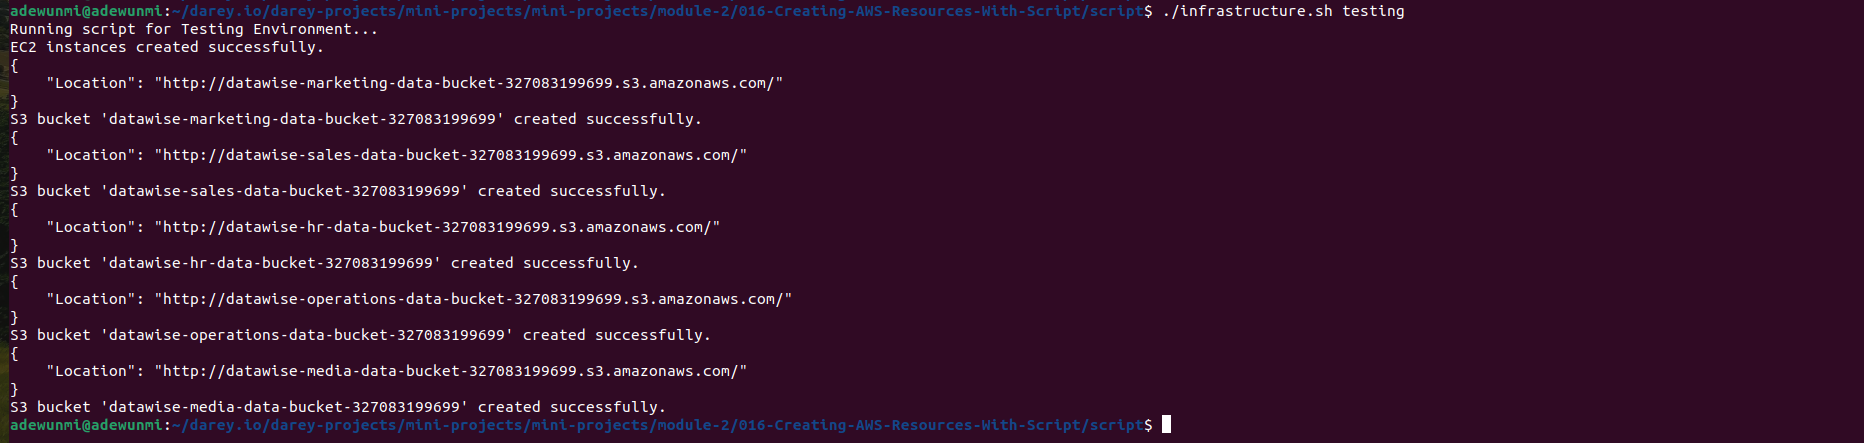 adewunmi@adewunmi:~/darey.io/darey-projects/mini-projects/mini-projects/module-2/016-Creating-AWS-Resources-With-Script/script$ ./infrastructure.sh testing
Running script for Testing Environment...
EC2 instances created successfully.
{
    "Location": "http://datawise-marketing-data-bucket-327083199699.s3.amazonaws.com/"
}
S3 bucket 'datawise-marketing-data-bucket-327083199699' created successfully.
{
    "Location": "http://datawise-sales-data-bucket-327083199699.s3.amazonaws.com/"
}
S3 bucket 'datawise-sales-data-bucket-327083199699' created successfully.
{
    "Location": "http://datawise-hr-data-bucket-327083199699.s3.amazonaws.com/"
}
S3 bucket 'datawise-hr-data-bucket-327083199699' created successfully.
{
    "Location": "http://datawise-operations-data-bucket-327083199699.s3.amazonaws.com/"
}
S3 bucket 'datawise-operations-data-bucket-327083199699' created successfully.
{
    "Location": "http://datawise-media-data-bucket-327083199699.s3.amazonaws.com/"
}
S3 bucket 'datawise-media-data-bucket-327083199699' created successfully.
adewunmi@adewunmi:~/darey.io/darey-projects/mini-projects/mini-projects/module-2/016-Creating-AWS-Resources-With-Script/script$